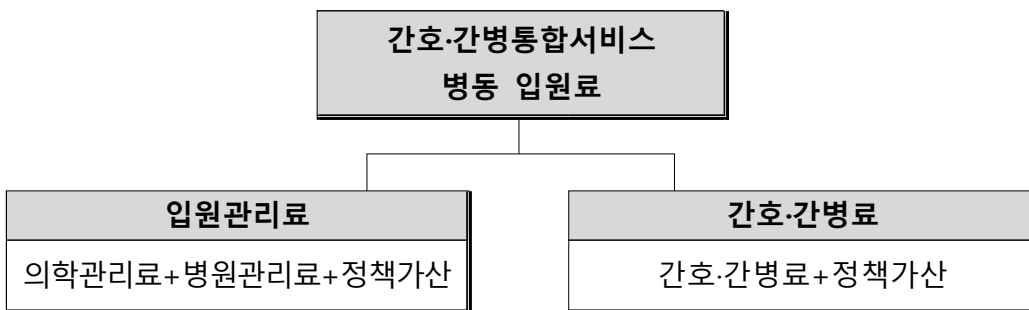 간호·간병통합서비스
병동 입원료
입원관리료
간호·간병료
의학관리료+병원관리료+정책가산
간호·간병료+정책가산